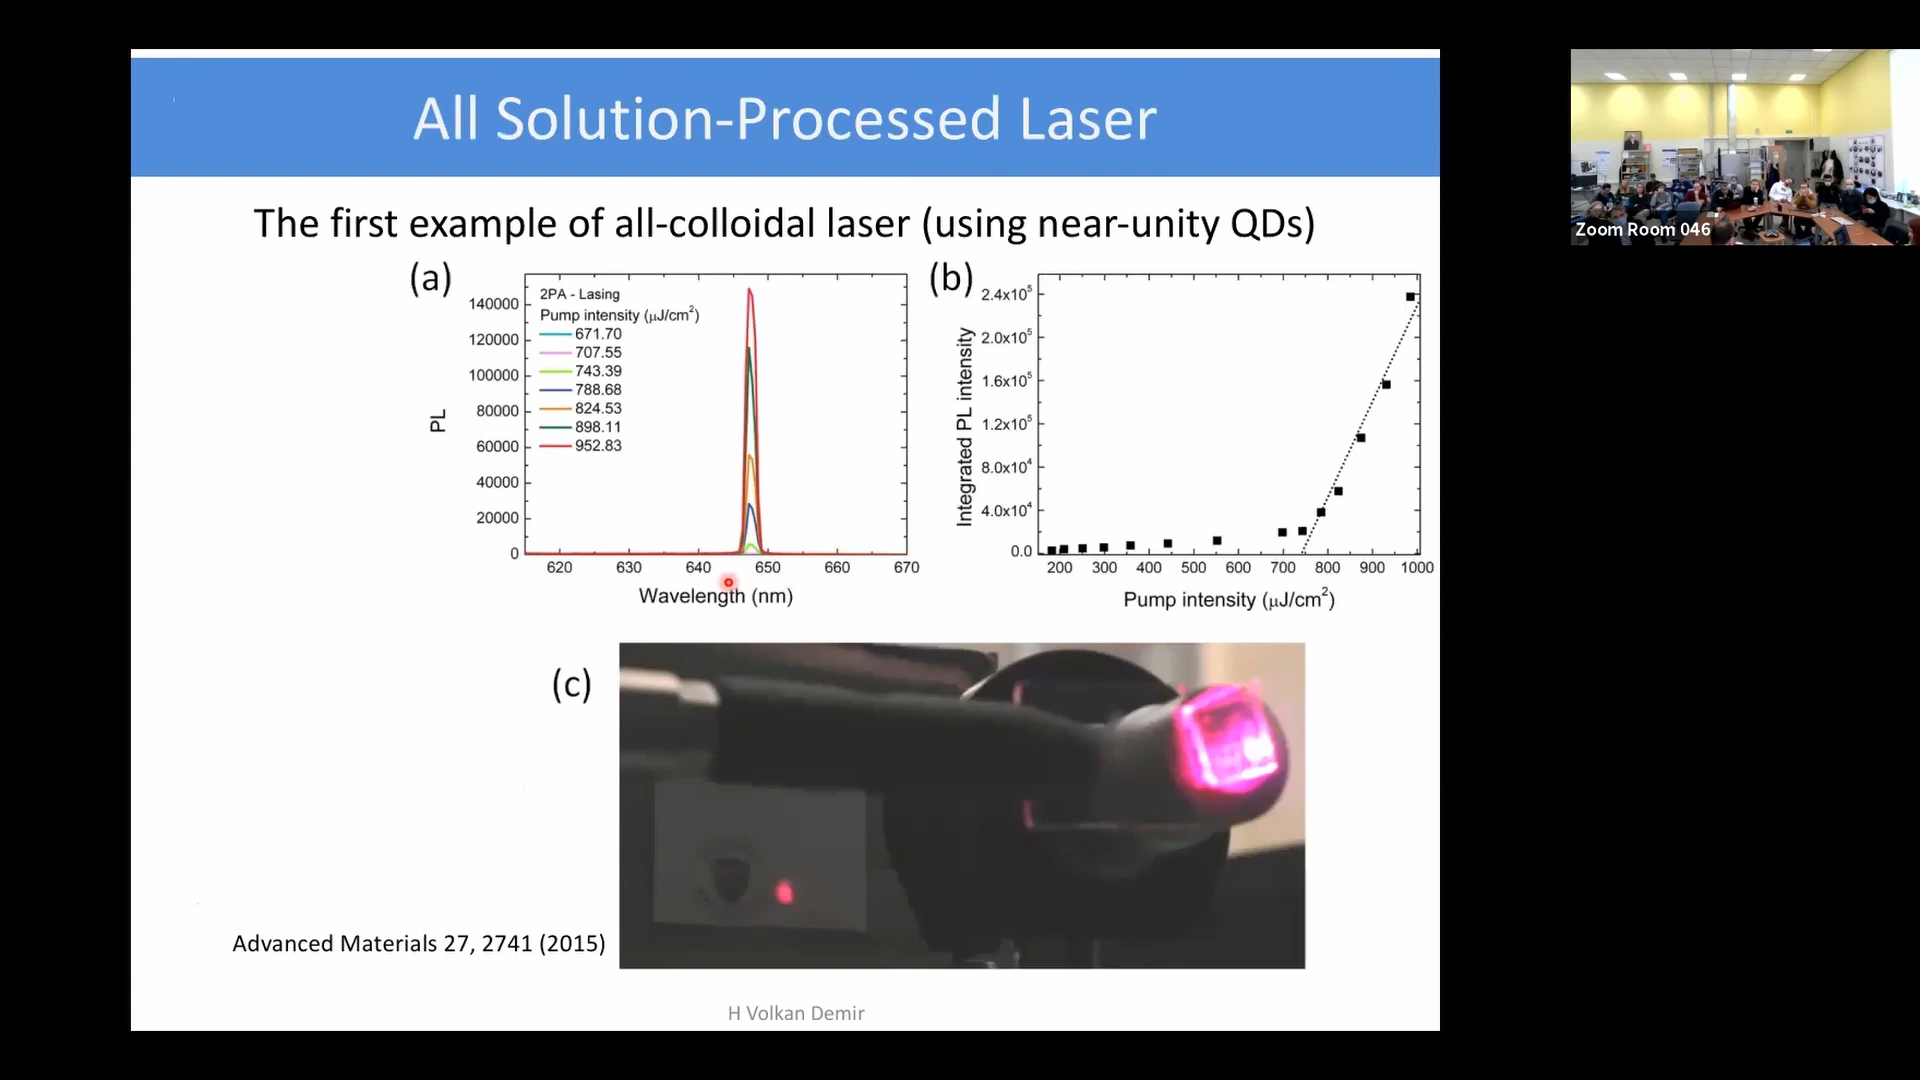 All Solution-Processed Laser
The first example of all-colloidal laser (using near-unity QDs)
(a)
2PA - Lasing
Pump intensity (μJ/cm²)
671.70
707.55
743.39
788.68
824.53
898.11
952.83
PL
140000
120000
100000
80000
60000
40000
20000
0
620 630 640 650 660 670
Wavelength (nm)
(b)
Integrated PL intensity
2.4x10⁵
2.0x10⁵
1.6x10⁵
1.2x10⁵
8.0x10⁴
4.0x10⁴
0.0
200 300 400 500 600 700 800 900 1000
Pump intensity (μJ/cm²)
(c)
Advanced Materials 27, 2741 (2015)
H Volkan Demir
Zoom Room 046